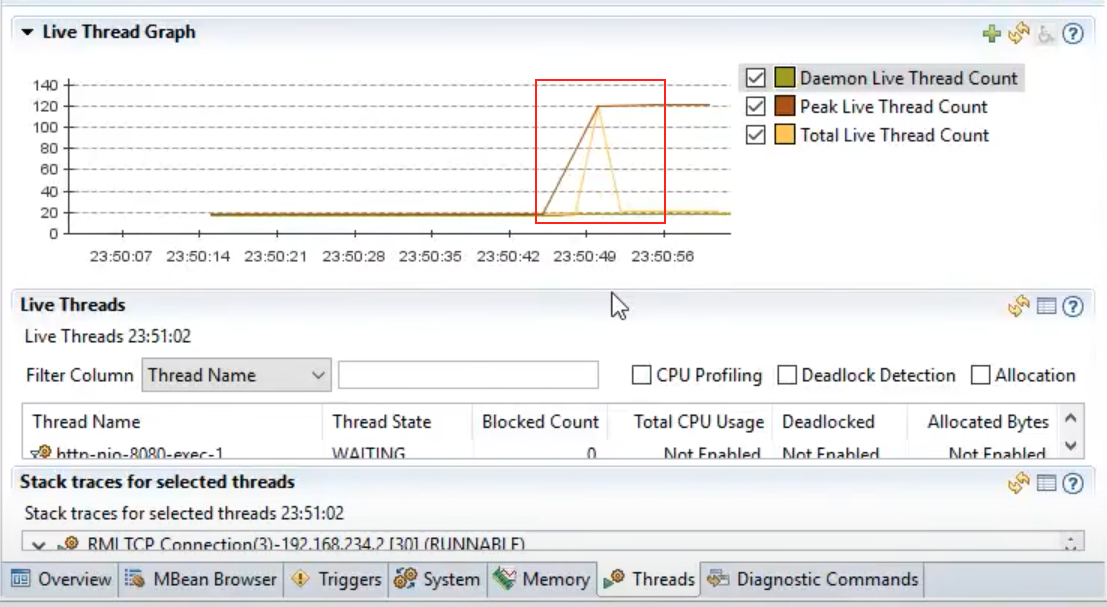 Live Thread Graph
140
120
100
80
60
40
20
0
Daemon Live Thread Count
Peak Live Thread Count
Total Live Thread Count
23:50:07 23:50:14 23:50:21 23:50:28 23:50:35 23:50:42 23:50:49 23:50:56
Live Threads
Live Threads 23:51:02
Filter Column Thread Name CPU Profiling Deadlock Detection Allocation
Thread Name Thread State Blocked Count Total CPU Usage Deadlocked Allocated Bytes
http-nio-8080-exec-1 WAITING 0 Not Enabled Not Enabled Not Enabled
Stack traces for selected threads
Stack traces for selected threads 23:51:02
RMI TCP Connection(3)-192.168.234.2 [30] (RUNNABLE)
Overview MBean Browser Triggers System Memory Threads Diagnostic Commands